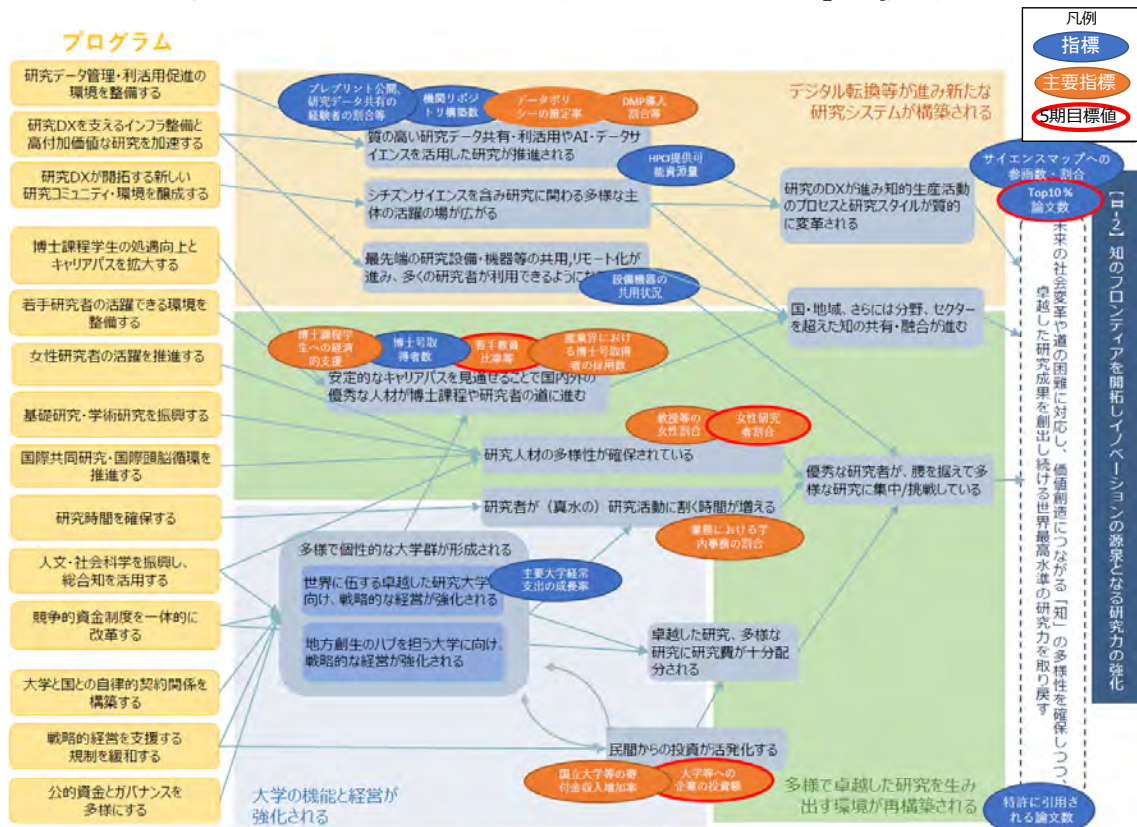 凡例
指標
主要指標
5期目標値
プログラム
研究データ管理・利活用促進の
環境を整備する
研究DXを支えるインフラ整備と
高付加価値な研究を加速する
研究DXが開拓する新しい
研究コミュニティ・環境を醸成する
博士課程学生の処遇向上と
キャリアパスを拡大する
若手研究者の活躍できる環境を
整備する
女性研究者の活躍を推進する
基礎研究・学術研究を振興する
国際共同研究・国際頭脳循環を
推進する
研究時間を確保する
人文・社会科学を振興し、
総合知を活用する
競争的資金制度を一体的に
改革する
大学と国との自律的契約関係を
構築する
戦略的経営を支援する
規制を緩和する
公的資金とガバナンスを
多様にする
プレプリント公開、
研究データ共有の
経験者の割合等
機関リポジ
トリ構築数
データポリ
シーの策定率
DMP導入
割合等
デジタル転換等が進み新たな
研究システムが構築される
質の高い研究データ共有・利活用やAI・データサ
イエンスを活用した研究が推進される
HPCI提供可
能資源量
シチズンサイエンスを含み研究に関わる多様な主
体の活躍の場が広がる
研究のDXが進み知的生産活動
のプロセスと研究スタイルが質的
に変革される
最先端の研究設備・機器等の共用,リモート化が
進み、多くの研究者が利用できるように
設備機器の
共用状況
国・地域、さらには分野、セクター
を超えた知の共有・融合が進む
博士課程学
生への経済
的支援
博士号取
得者数
若手教員
比率等
産業界におけ
る博士号取得
者の採用数
安定的なキャリアパスを見通せることで国内外の
優秀な人材が博士課程や研究者の道に進む
教授等の
女性割合
女性研究
者割合
研究人材の多様性が確保されている
優秀な研究者が、腰を据えて多
様な研究に集中/挑戦している
研究者が（真水の）研究活動に割く時間が増える
業務における学
内事務の割合
多様で個性的な大学群が形成される
世界に伍する卓越した研究大学
向け、戦略的な経営が強化される
主要大学経常
支出の成長率
地方創生のハブを担う大学に向け、
戦略的な経営が強化される
卓越した研究、多様な
研究に研究費が十分配
分される
民間からの投資が活発化する
国立大学等の寄
付金収入増加率
大学等への
企業の投資額
大学の機能と経営が
強化される
多様で卓越した研究を生み
出す環境が再構築される
サイエンスマップへの
参画数・割合
Top10％
論文数
未来の社会変革や道の困難に対応し、価値創造につながる「知」の多様性を確保しつつ、
卓越した研究成果を創出し続ける世界最高水準の研究力を取り戻す
特許に引用さ
れる論文数
【ロ-2】知のフロンティアを開拓しイノベーションの源泉となる研究力の強化